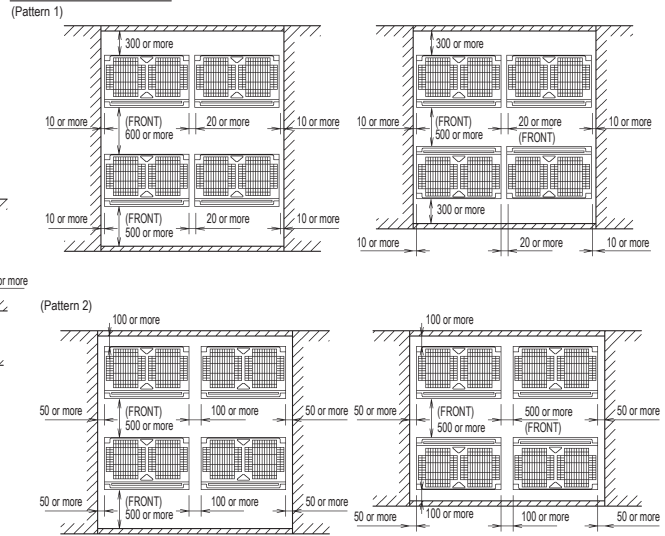 (Pattern 1)
300 or more
10 or more
(FRONT)
600 or more
20 or more
10 or more
10 or more
(FRONT)
500 or more
20 or more
10 or more
300 or more
10 or more
(FRONT)
500 or more
20 or more
(FRONT)
10 or more
300 or more
10 or more
20 or more
10 or more
or more
(Pattern 2)
100 or more
50 or more
(FRONT)
500 or more
100 or more
50 or more
50 or more
(FRONT)
500 or more
100 or more
50 or more
100 or more
50 or more
(FRONT)
500 or more
500 or more
(FRONT)
50 or more
50 or more
100 or more
100 or more
50 or more